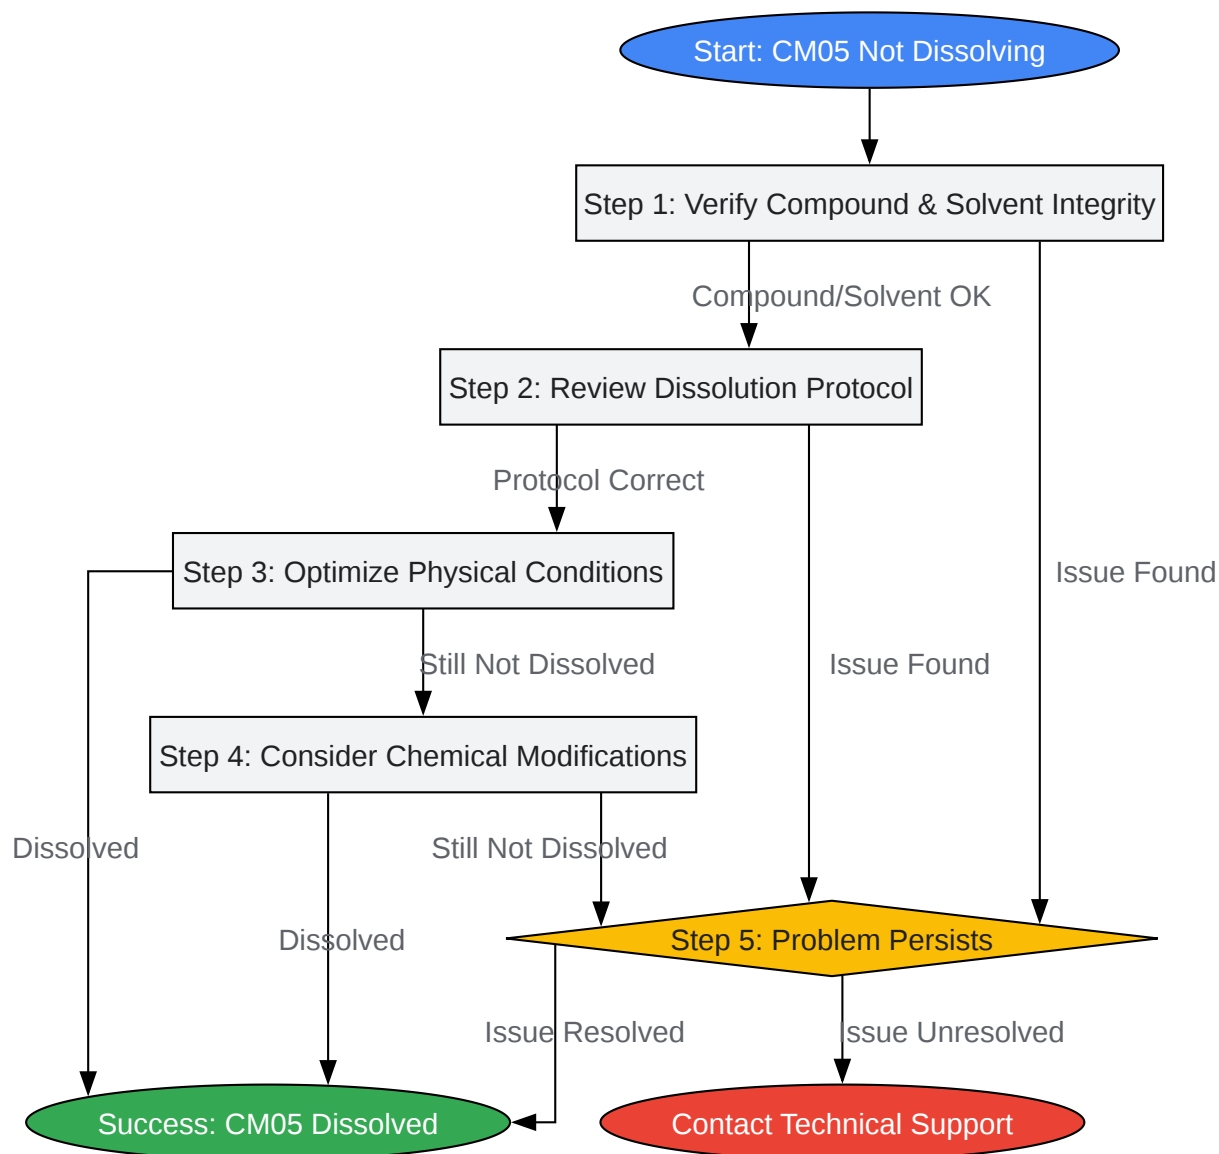 Start: CM05 Not Dissolving
Step 1: Verify Compound & Solvent Integrity
Compound/Solvent OK
Step 2: Review Dissolution Protocol
Protocol Correct
Step 3: Optimize Physical Conditions
Issue Found
Still Not Dissolved
Issue Found
Step 4: Consider Chemical Modifications
Dissolved
Still Not Dissolved
Dissolved
Step 5: Problem Persists
Issue Resolved
Issue Unresolved
Success: CM05 Dissolved
Contact Technical Support